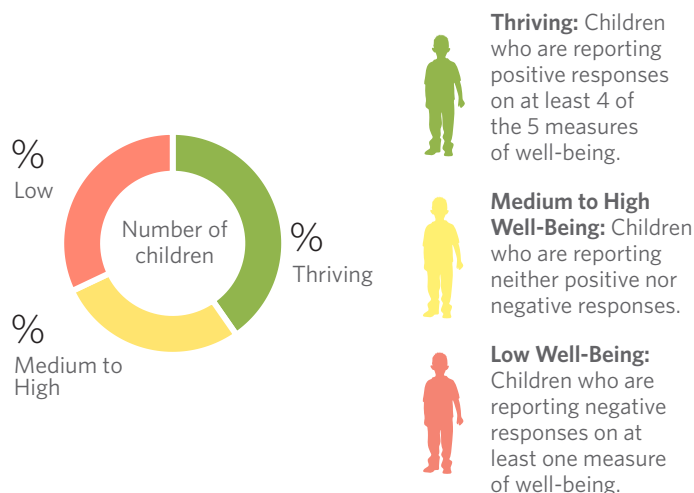 %
Low
Number of
children
%
Thriving
%
Medium to
High
Thriving: Children
who are reporting
positive responses
on at least 4 of
the 5 measures
of well-being.
Medium to High
Well-Being: Children
who are reporting
neither positive nor
negative responses.
Low Well-Being:
Children who are
reporting negative
responses on at
least one measure
of well-being.